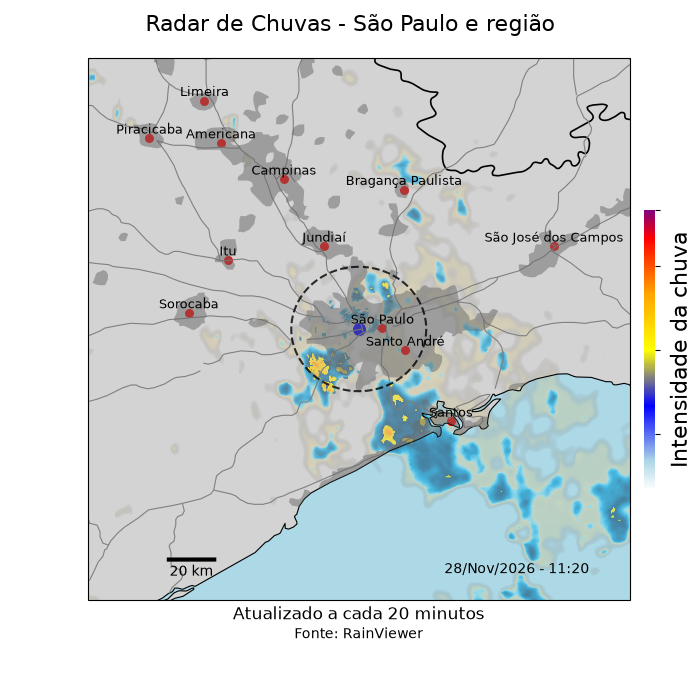 Radar de Chuvas - São Paulo e região
Limeira
Piracicaba
Americana
Campinas
Bragança Paulista
Jundiaí
São José dos Campos
Itu
Sorocaba
São Paulo
Santo André
Santos
Intensidade da chuva
20 km
28/Nov/2026 - 11:20
Atualizado a cada 20 minutos
Fonte: RainViewer